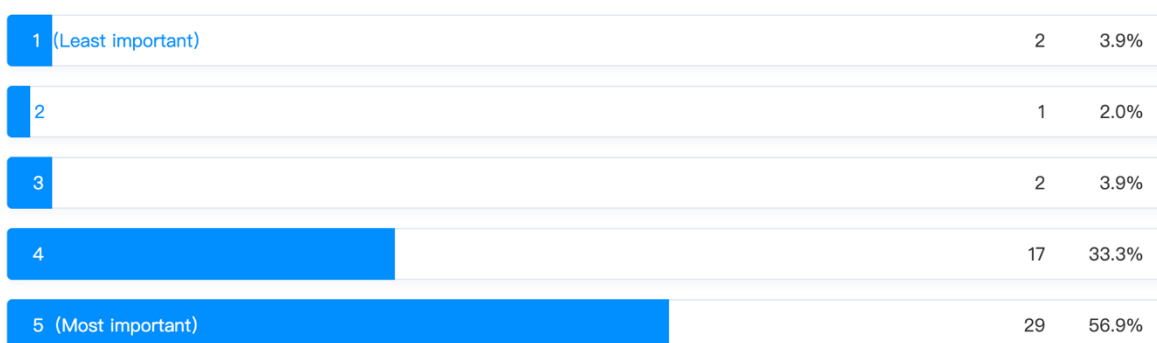 1 (Least important) 2 3.9%
2 1 2.0%
3 2 3.9%
4 17 33.3%
5 (Most important) 29 56.9%